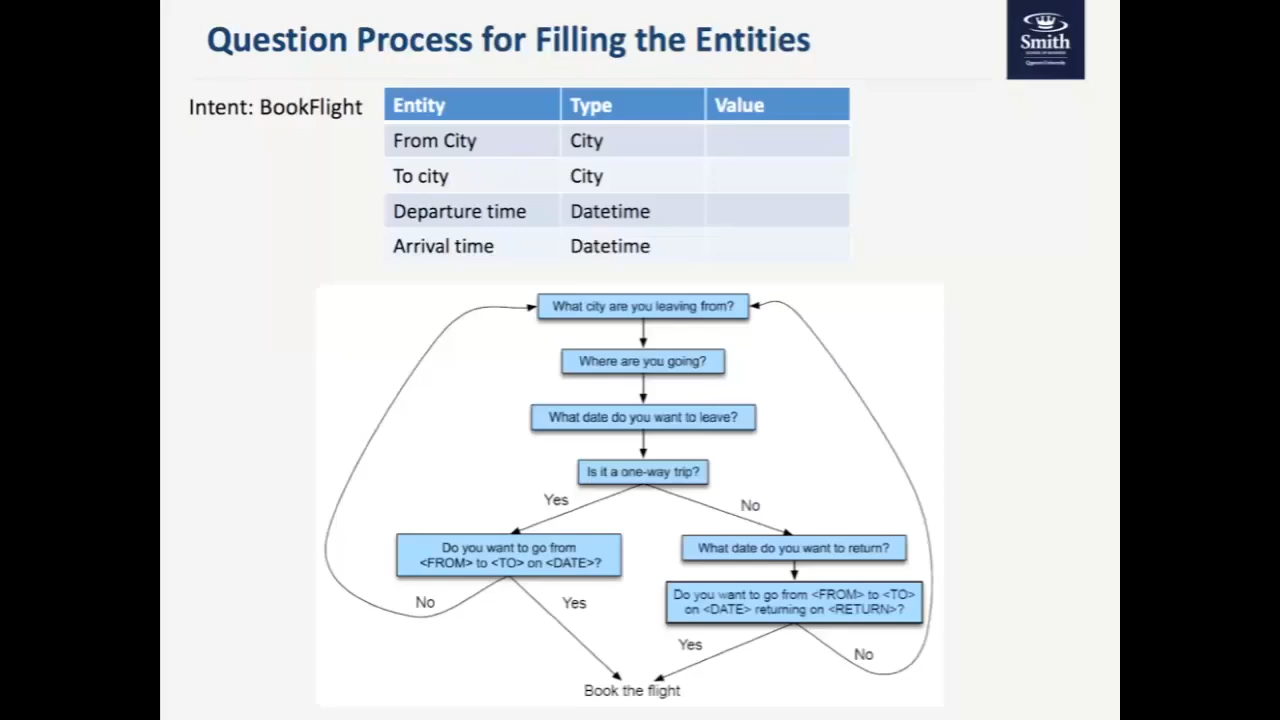 Question Process for Filling the Entities
Smith
Intent: BookFlight
Entity Type Value
From City City
To city City
Departure time Datetime
Arrival time Datetime
What city are you leaving from?
Where are you going?
What date do you want to leave?
Is it a one-way trip?
Yes
No
Do you want to go from
<FROM> to <TO> on <DATE>?
What date do you want to return?
Do you want to go from <FROM> to <TO>
on <DATE> returning on <RETURN>?
No
Yes
Yes
No
Book the flight